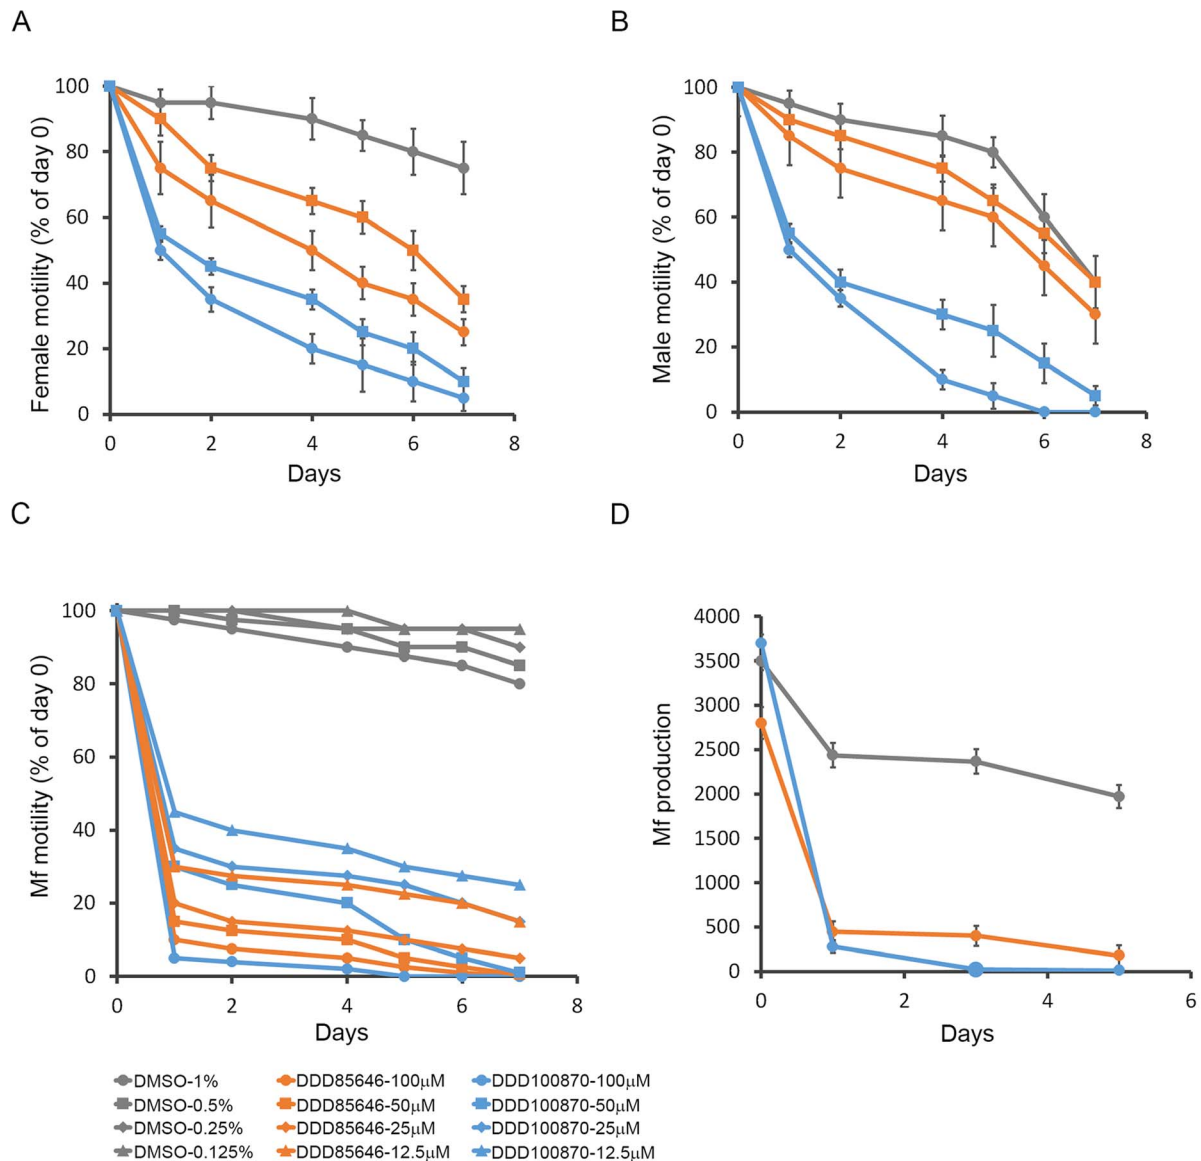 A
B
Female motility (% of day 0)
100
80
60
40
20
0
0 2 4 6 8
Days
Male motility (% of day 0)
100
80
60
40
20
0
0 2 4 6 8
Days
C
D
Mf motility (% of day 0)
100
80
60
40
20
0
0 2 4 6 8
Days
Mf production
4000
3500
3000
2500
2000
1500
1000
500
0
0 2 4 6
Days
DMSO-1% DDD85646-100μM DDD100870-100μM
DMSO-0.5% DDD85646-50μM DDD100870-50μM
DMSO-0.25% DDD85646-25μM DDD100870-25μM
DMSO-0.125% DDD85646-12.5μM DDD100870-12.5μM